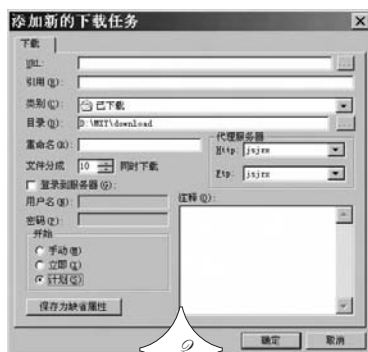 添加新的下载任务
下载
URL:
引用(R):
类别(C): 已下载
目录(D): D:\MXT\download
重命名(R):
代理服务器
Http: jsjzx
Ftp: jsjzx
文件分成 10 同时下载
登录到服务器(G):
用户名(N):
密码(P):
注释(O):
开始
手动(M)
立即(I)
计划(S)
保存为缺省属性
确定 取消
2